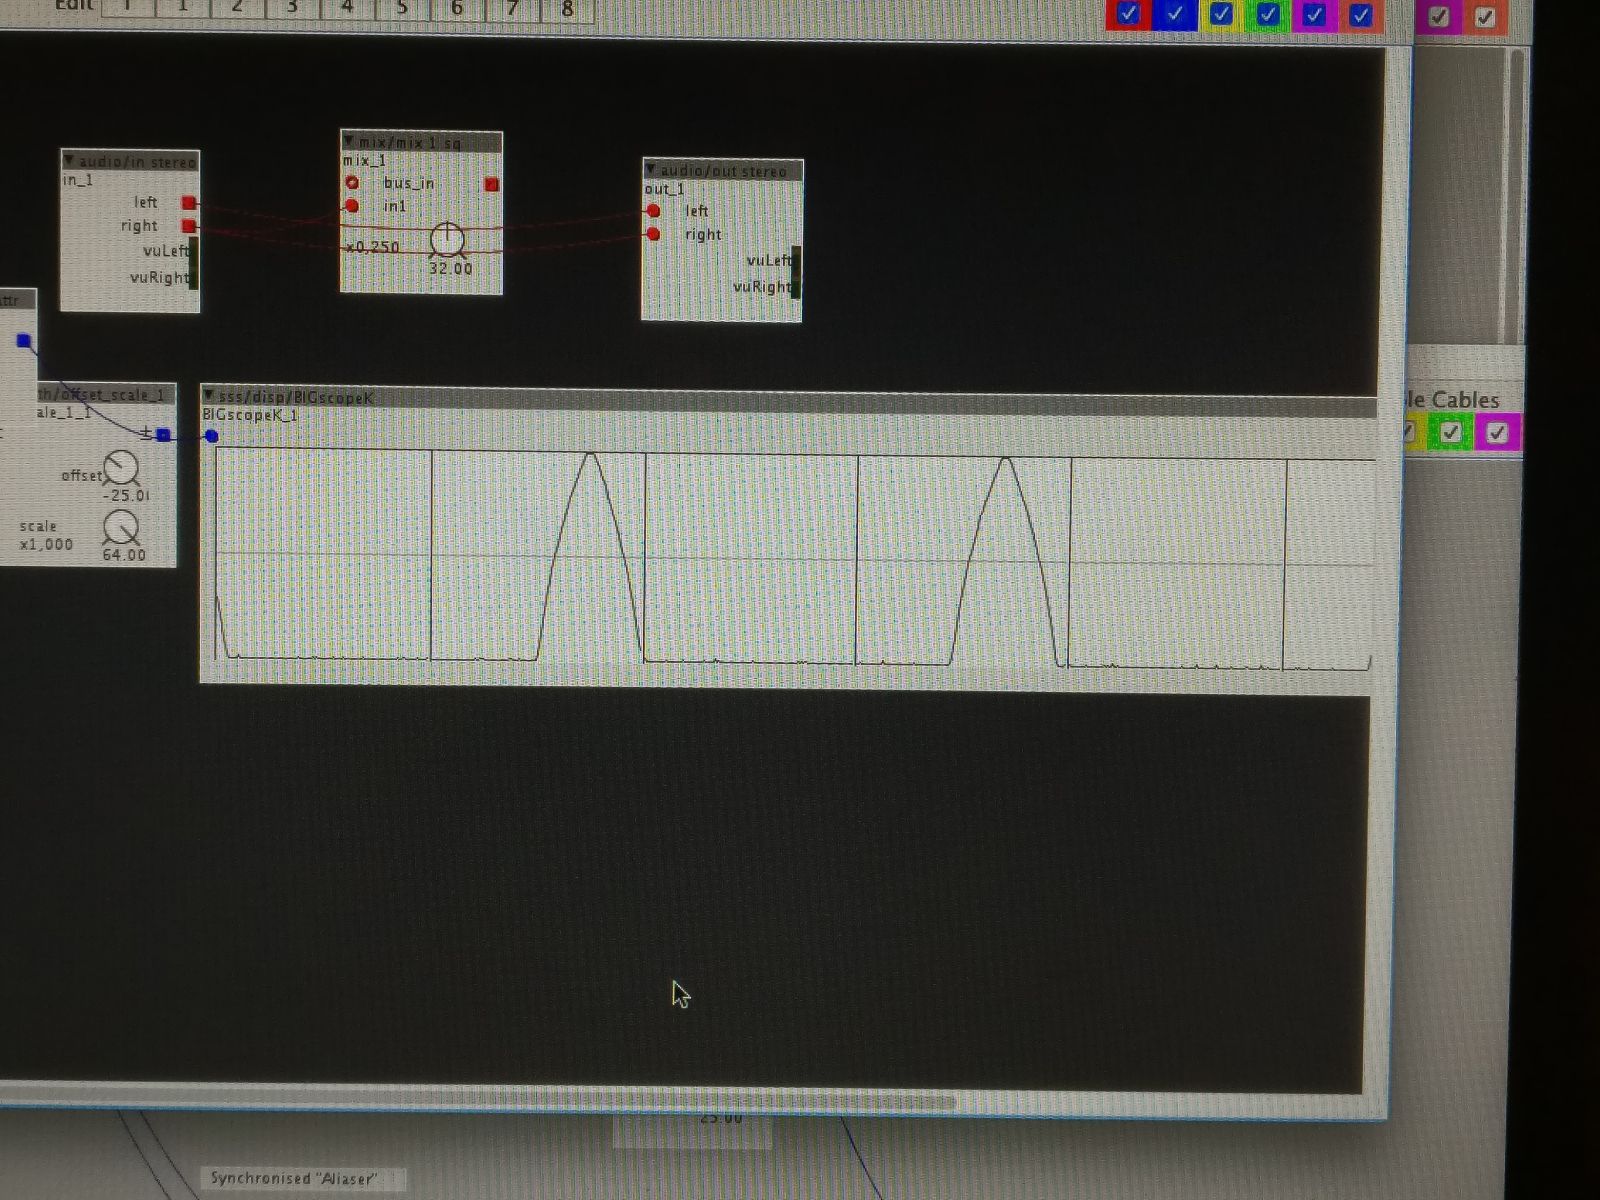 Edit 1 1 2 3 4 5 6 7 8
audio/in stereo
in_1
left
right
vuLeft
vuRight
mix/mix 1 sq
mix_1
bus_in
in1
x0,250
32.00
audio/out stereo
out_1
left
right
vuLeft
vuRight
attr
th/offset_scale_1
ale_1_1
±
offset
-25.0
scale
x1,000
64.00
sss/disp/BIGscopeK
BIGscopeK_1
le Cables
25.00
Synchronised "Aliaser"